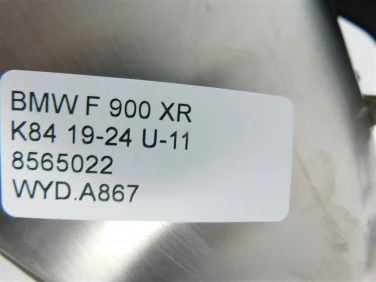 BMW F 900 XR
K84 19-24 U-11
8565022
WYD.A867